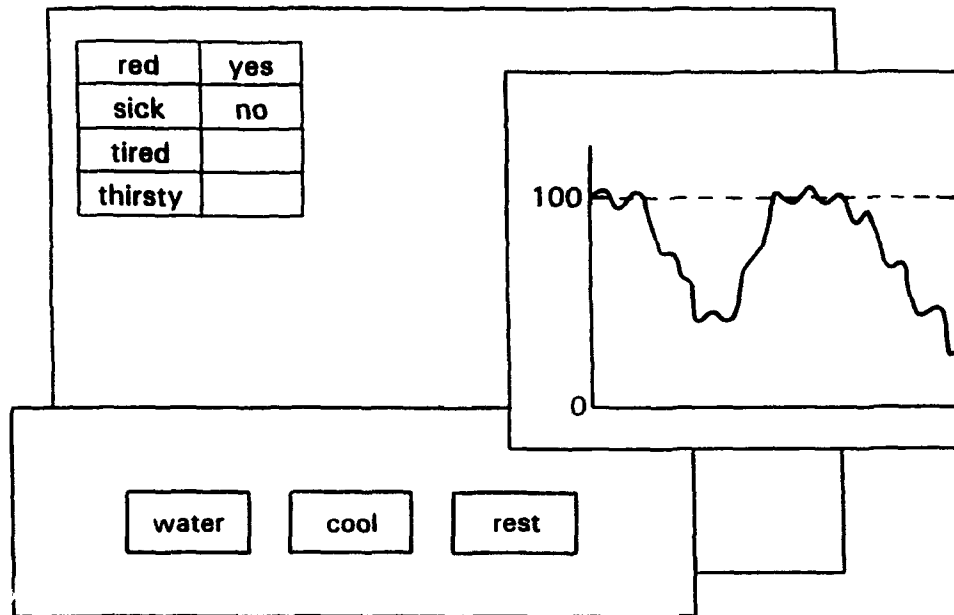 red yes
sick no
tired
thirsty
100
0
water cool rest